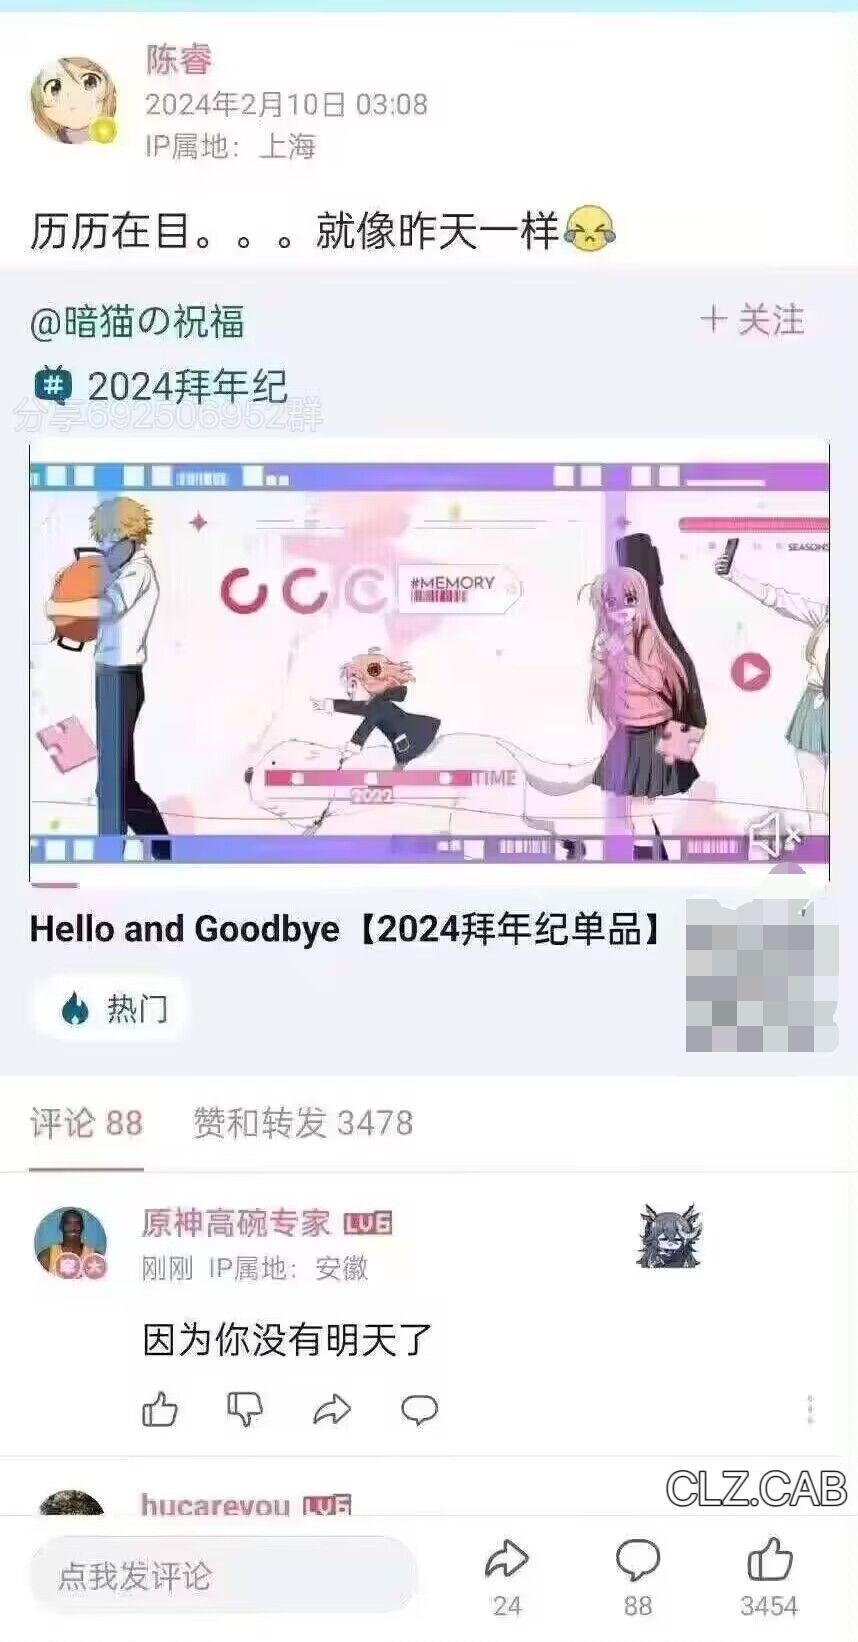 陈睿
2024年2月10日 03:08
IP属地：上海
历历在目。。。就像昨天一样
@暗猫の祝福
+ 关注
# 2024拜年纪
分享692506952群
#MEMORY
SEASONS
TIME
2022
Hello and Goodbye【2024拜年纪单品】
热门
评论 88 赞和转发 3478
原神高碗专家 LV6
刚刚 IP属地：安徽
因为你没有明天了
hucareyou LV6
CLZ.CAB
点我发评论
24
88
3454